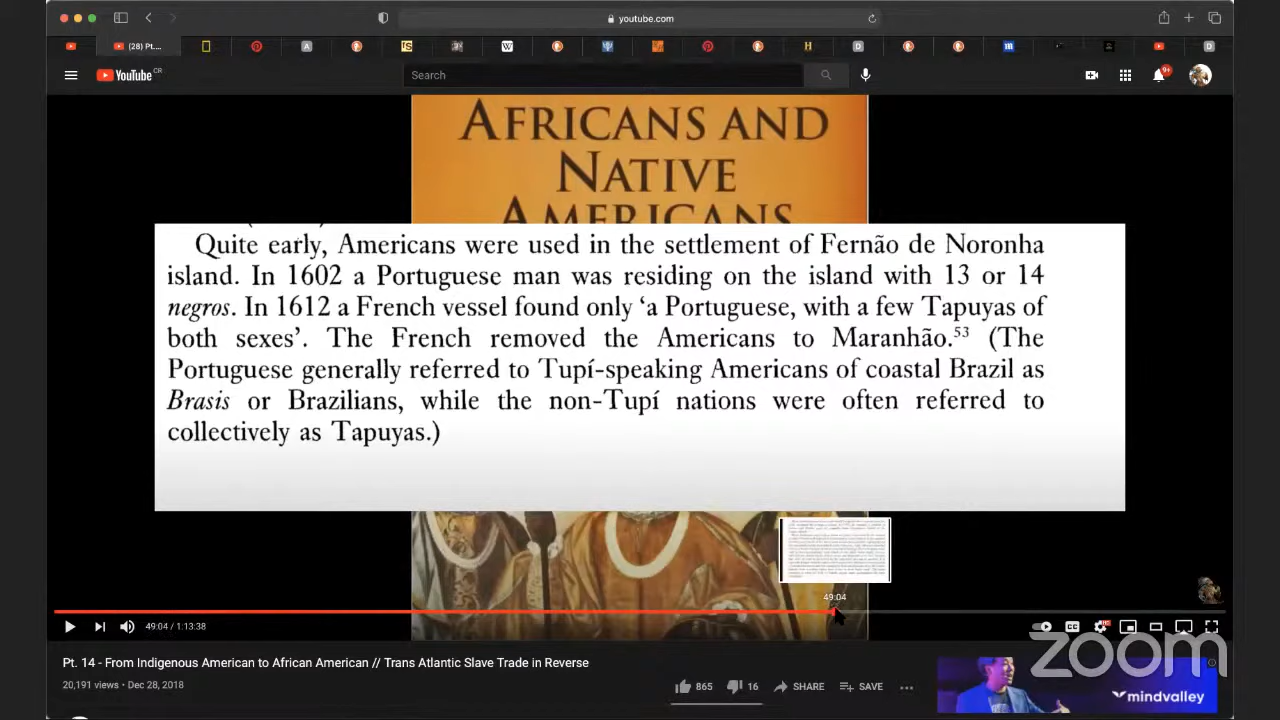 youtube.com
(28) Pt....
YouTube CR
Search
9+
AFRICANS AND
NATIVE
AMERICANS
Quite early, Americans were used in the settlement of Fernão de Noronha
island. In 1602 a Portuguese man was residing on the island with 13 or 14
negros. In 1612 a French vessel found only ‘a Portuguese, with a few Tapuyas of
both sexes’. The French removed the Americans to Maranhão.53 (The
Portuguese generally referred to Tupí-speaking Americans of coastal Brazil as
Brasis or Brazilians, while the non-Tupí nations were often referred to
collectively as Tapuyas.)
49:04
49:04 / 1:13:38
CC
HD
zoom
Pt. 14 - From Indigenous American to African American // Trans Atlantic Slave Trade in Reverse
20,191 views • Dec 28, 2018
865
16
SHARE
SAVE
mindvalley